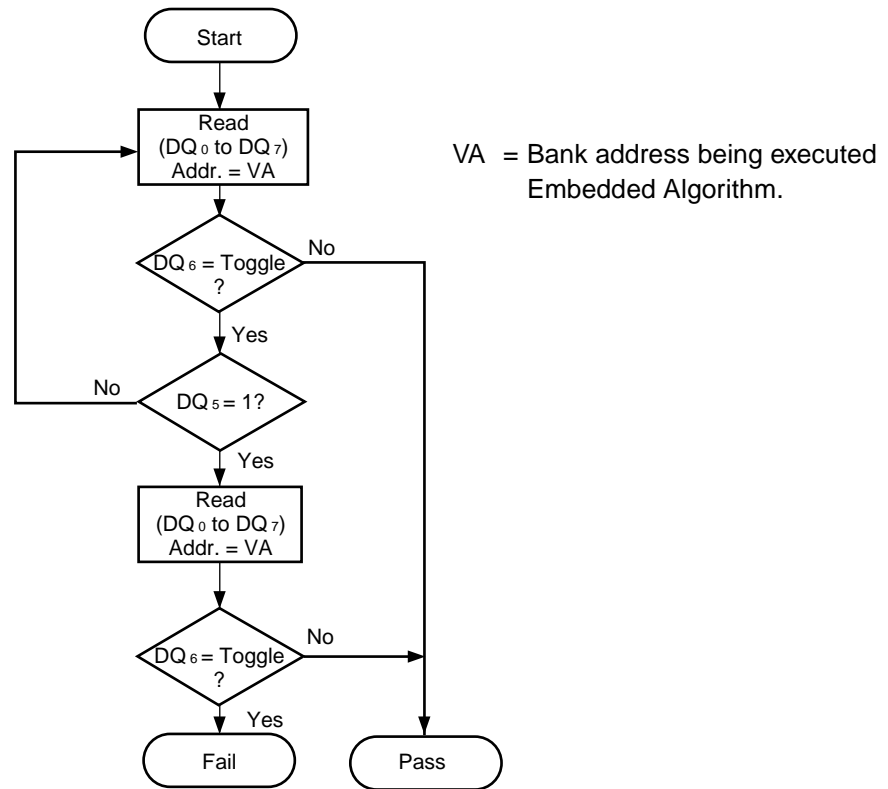 Start
Read
(DQ0 to DQ7)
Addr. = VA
VA = Bank address being executed
Embedded Algorithm.
DQ6 = Toggle
?
No
Yes
No
DQ5 = 1?
Yes
Read
(DQ0 to DQ7)
Addr. = VA
DQ6 = Toggle
?
No
Yes
Fail
Pass